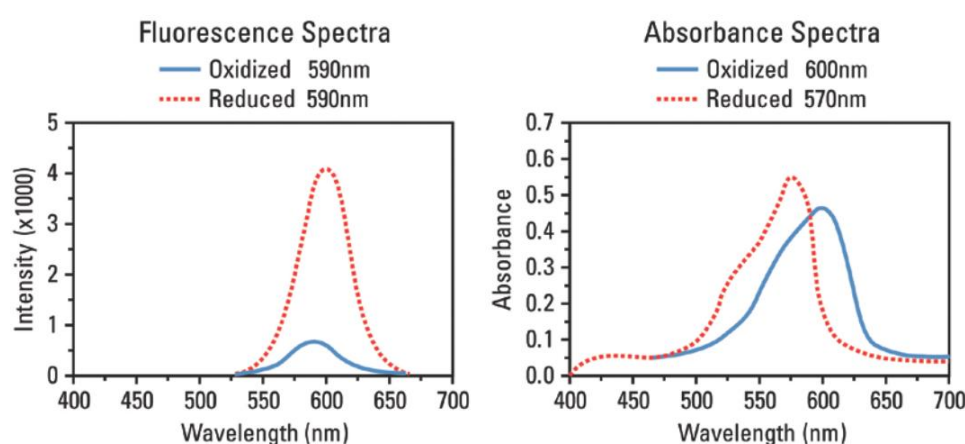 Fluorescence Spectra
Oxidized 590nm
Reduced 590nm
5
4
3
2
1
0
400 450 500 550 600 650 700
Intensity (x1000)
Wavelength (nm)
Absorbance Spectra
Oxidized 600nm
Reduced 570nm
0.7
0.6
0.5
0.4
0.3
0.2
0.1
0.0
400 450 500 550 600 650 700
Absorbance
Wavelength (nm)